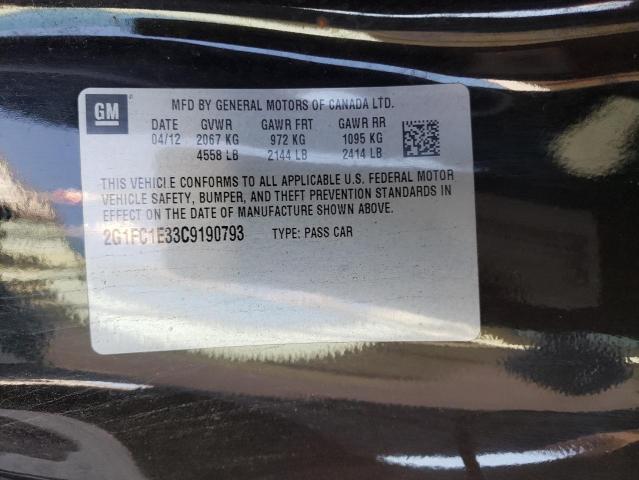 GM
MFD BY GENERAL MOTORS OF CANADA LTD.
DATE GVWR GAWR FRT GAWR RR
04/12 2067 KG 972 KG 1095 KG
4558 LB 2144 LB 2414 LB
THIS VEHICLE CONFORMS TO ALL APPLICABLE U.S. FEDERAL MOTOR
VEHICLE SAFETY, BUMPER, AND THEFT PREVENTION STANDARDS IN
EFFECT ON THE DATE OF MANUFACTURE SHOWN ABOVE.
2G1FC1E33C9190793 TYPE: PASS CAR